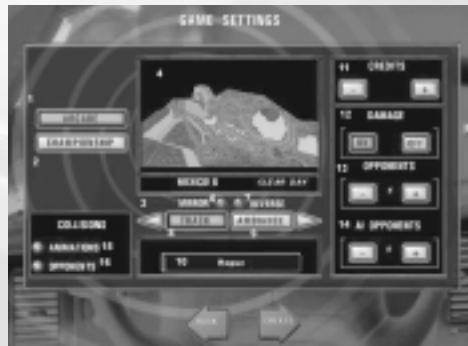 GAME SETTINGS
1
ARCADE
CHAMPIONSHIP
2
4
MEXICO
CLEAR DAY
3
MIRROR 6
7 REVERSE
TRACK
AMBIANCE
8
10
COLLISIONS
ANIMATIONS 15
OPPONENTS 16
11
CREDITS
- +
12
DAMAGE
ON OFF
13
OPPONENTS
- +
14 AI OPPONENTS
- +
BACK
CREATE